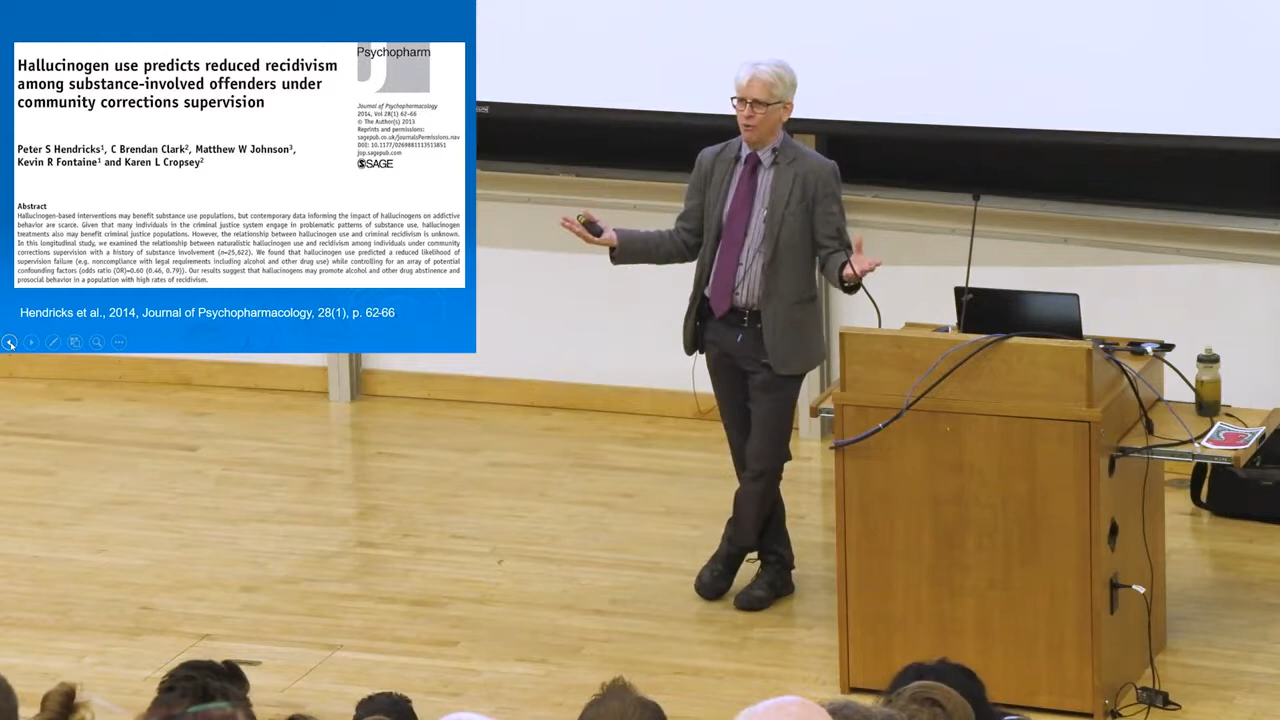 Psychopharm
Hallucinogen use predicts reduced recidivism
among substance-involved offenders under
community corrections supervision
Journal of Psychopharmacology
2014, Vol 28(1) 62–66
© The Author(s) 2013
Reprints and permissions:
sagepub.co.uk/journalsPermissions.nav
DOI: 10.1177/0269881113513851
jop.sagepub.com
SAGE
Peter S Hendricks¹, C Brendan Clark², Matthew W Johnson³,
Kevin R Fontaine¹ and Karen L Cropsey²
Abstract
Hallucinogen-based interventions may benefit substance use populations, but contemporary data informing the impact of hallucinogens on addictive
behavior are scarce. Given that many individuals in the criminal justice system engage in problematic patterns of substance use, hallucinogen
treatments also may benefit criminal justice populations. However, the relationship between hallucinogen use and criminal recidivism is unknown.
In this longitudinal study, we examined the relationship between naturalistic hallucinogen use and recidivism among individuals under community
corrections supervision with a history of substance involvement (n=25,622). We found that hallucinogen use predicted a reduced likelihood of
supervision failure (e.g. noncompliance with legal requirements including alcohol and other drug use) while controlling for an array of potential
confounding factors (odds ratio (OR)=0.60 (0.46, 0.79)). Our results suggest that hallucinogens may promote alcohol and other drug abstinence and
prosocial behavior in a population with high rates of recidivism.
Hendricks et al., 2014, Journal of Psychopharmacology, 28(1), p. 62-66